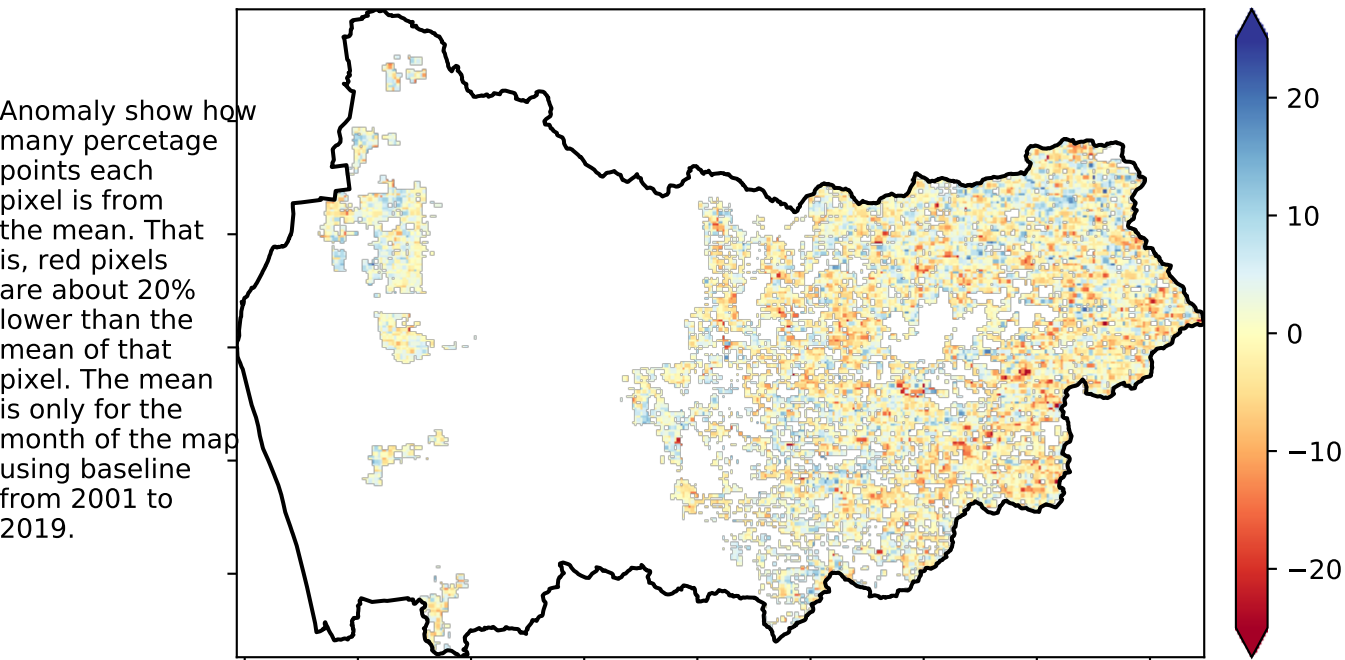 Anomaly show how
many percetage
points each
pixel is from
the mean. That
is, red pixels
are about 20%
lower than the
mean of that
pixel. The mean
is only for the
month of the map
using baseline
from 2001 to
2019.
20
10
0
−10
−20